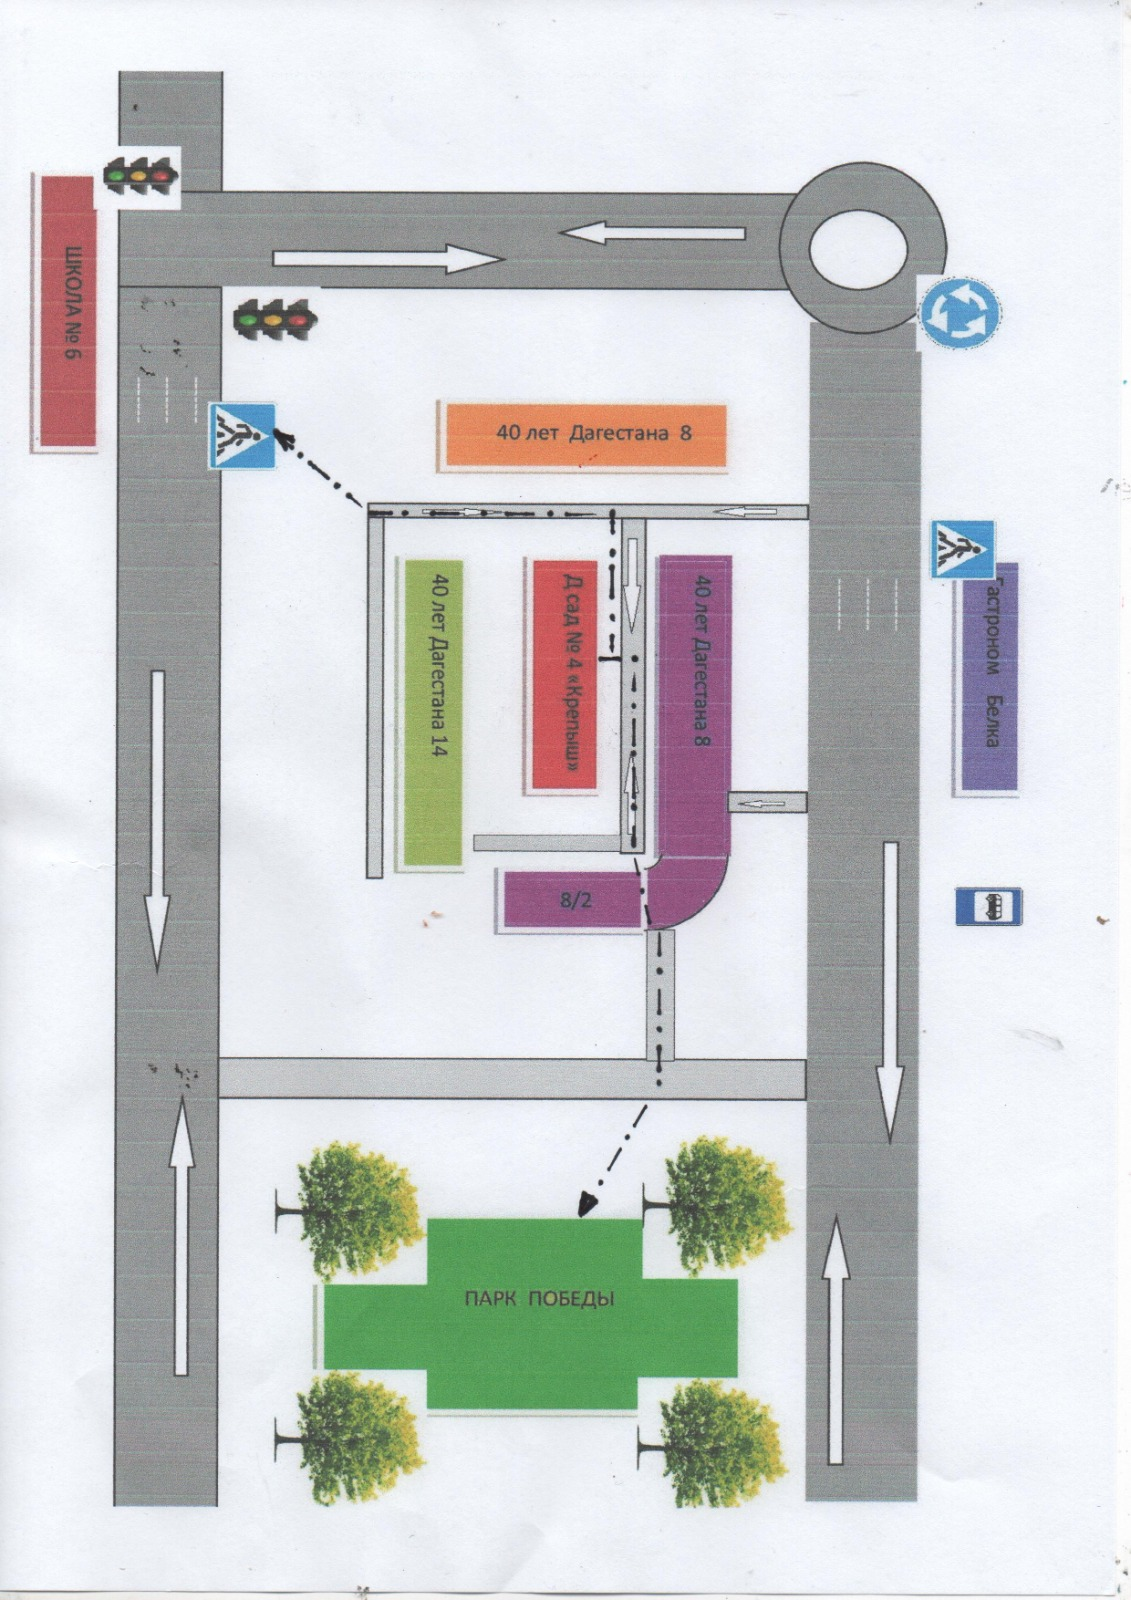 ШКОЛА № 6
40 лет Дагестана 8
40 лет Дагестана 14
Д сад № 4 «Крепыш»
40 лет Дагестана 8
Гастроном Белка
8/2
ПАРК ПОБЕДЫ